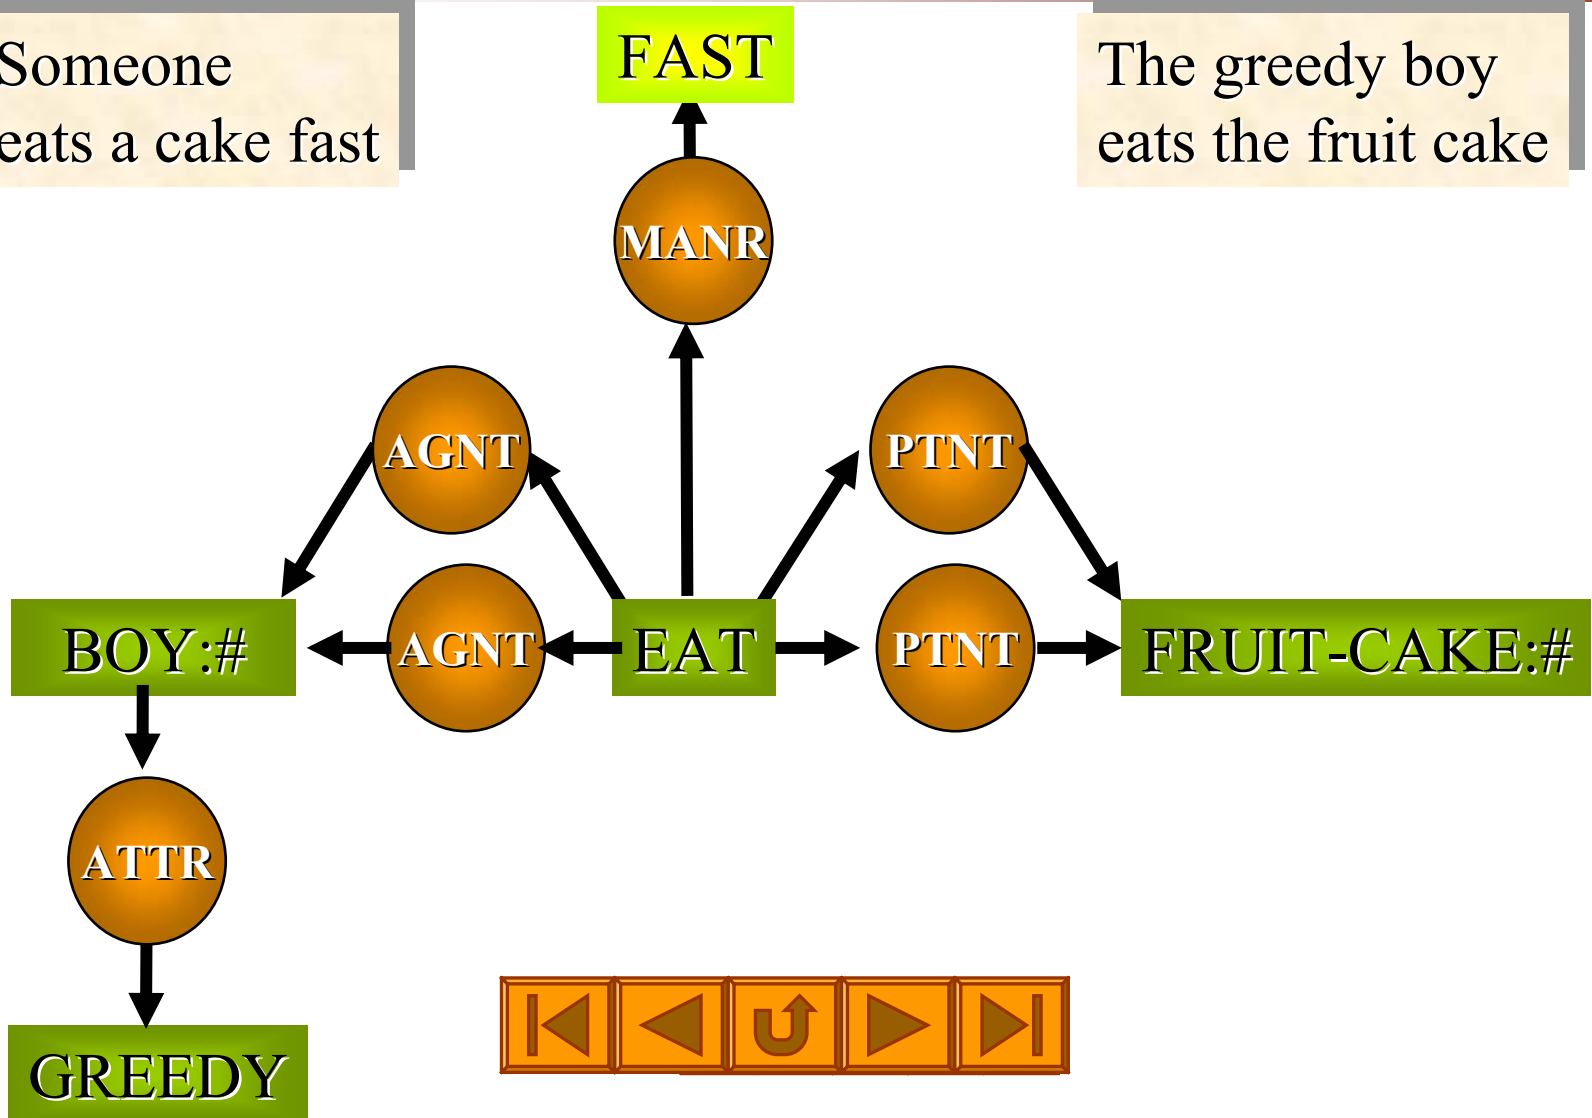 Someone
eats a cake fast
FAST
The greedy boy
eats the fruit cake
MANR
AGNT
PTNT
BOY:#
AGNT
EAT
PTNT
FRUIT-CAKE:#
ATTR
GREEDY